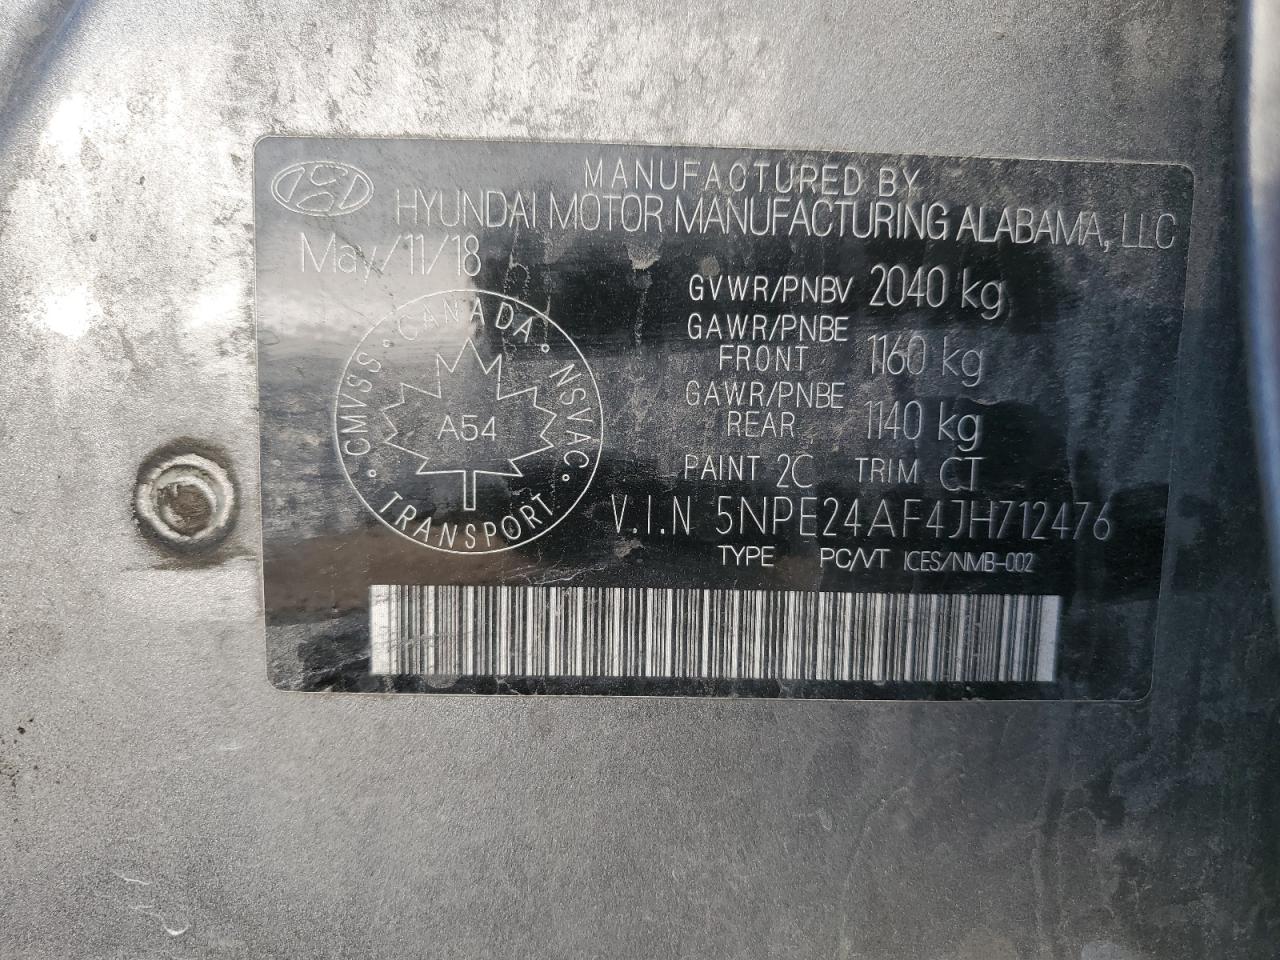 MANUFACTURED BY
HYUNDAI MOTOR MANUFACTURING ALABAMA, LLC
May/11/18
GVWR/PNBV 2040 kg
GAWR/PNBE
FRONT 1160 kg
GAWR/PNBE
REAR 1140 kg
PAINT 2C TRIM CT
V.I.N 5NPE24AF4JH712476
TYPE PC/VT ICES/NMB-002
CANADA · NSVAC · TRANSPORT · CMVSS ·
A54